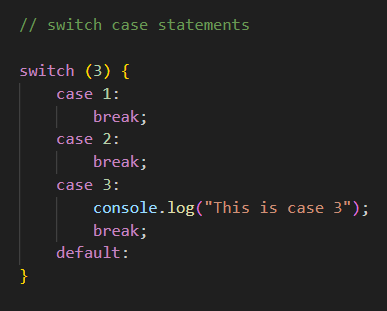 // switch case statements
switch (3) {
    case 1:
        break;
    case 2:
        break;
    case 3:
        console.log("This is case 3");
        break;
    default:
}